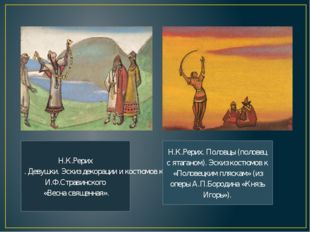 Н.К.Рерих
. Девушки. Эскиз декорации и костюмов к
И.Ф.Стравинского
«Весна священная».
Н.К.Рерих. Половцы (половец
с ятаганом). Эскиз костюмов к
«Половецким пляскам» (из
оперы А.П.Бородина «Князь
Игорь»).